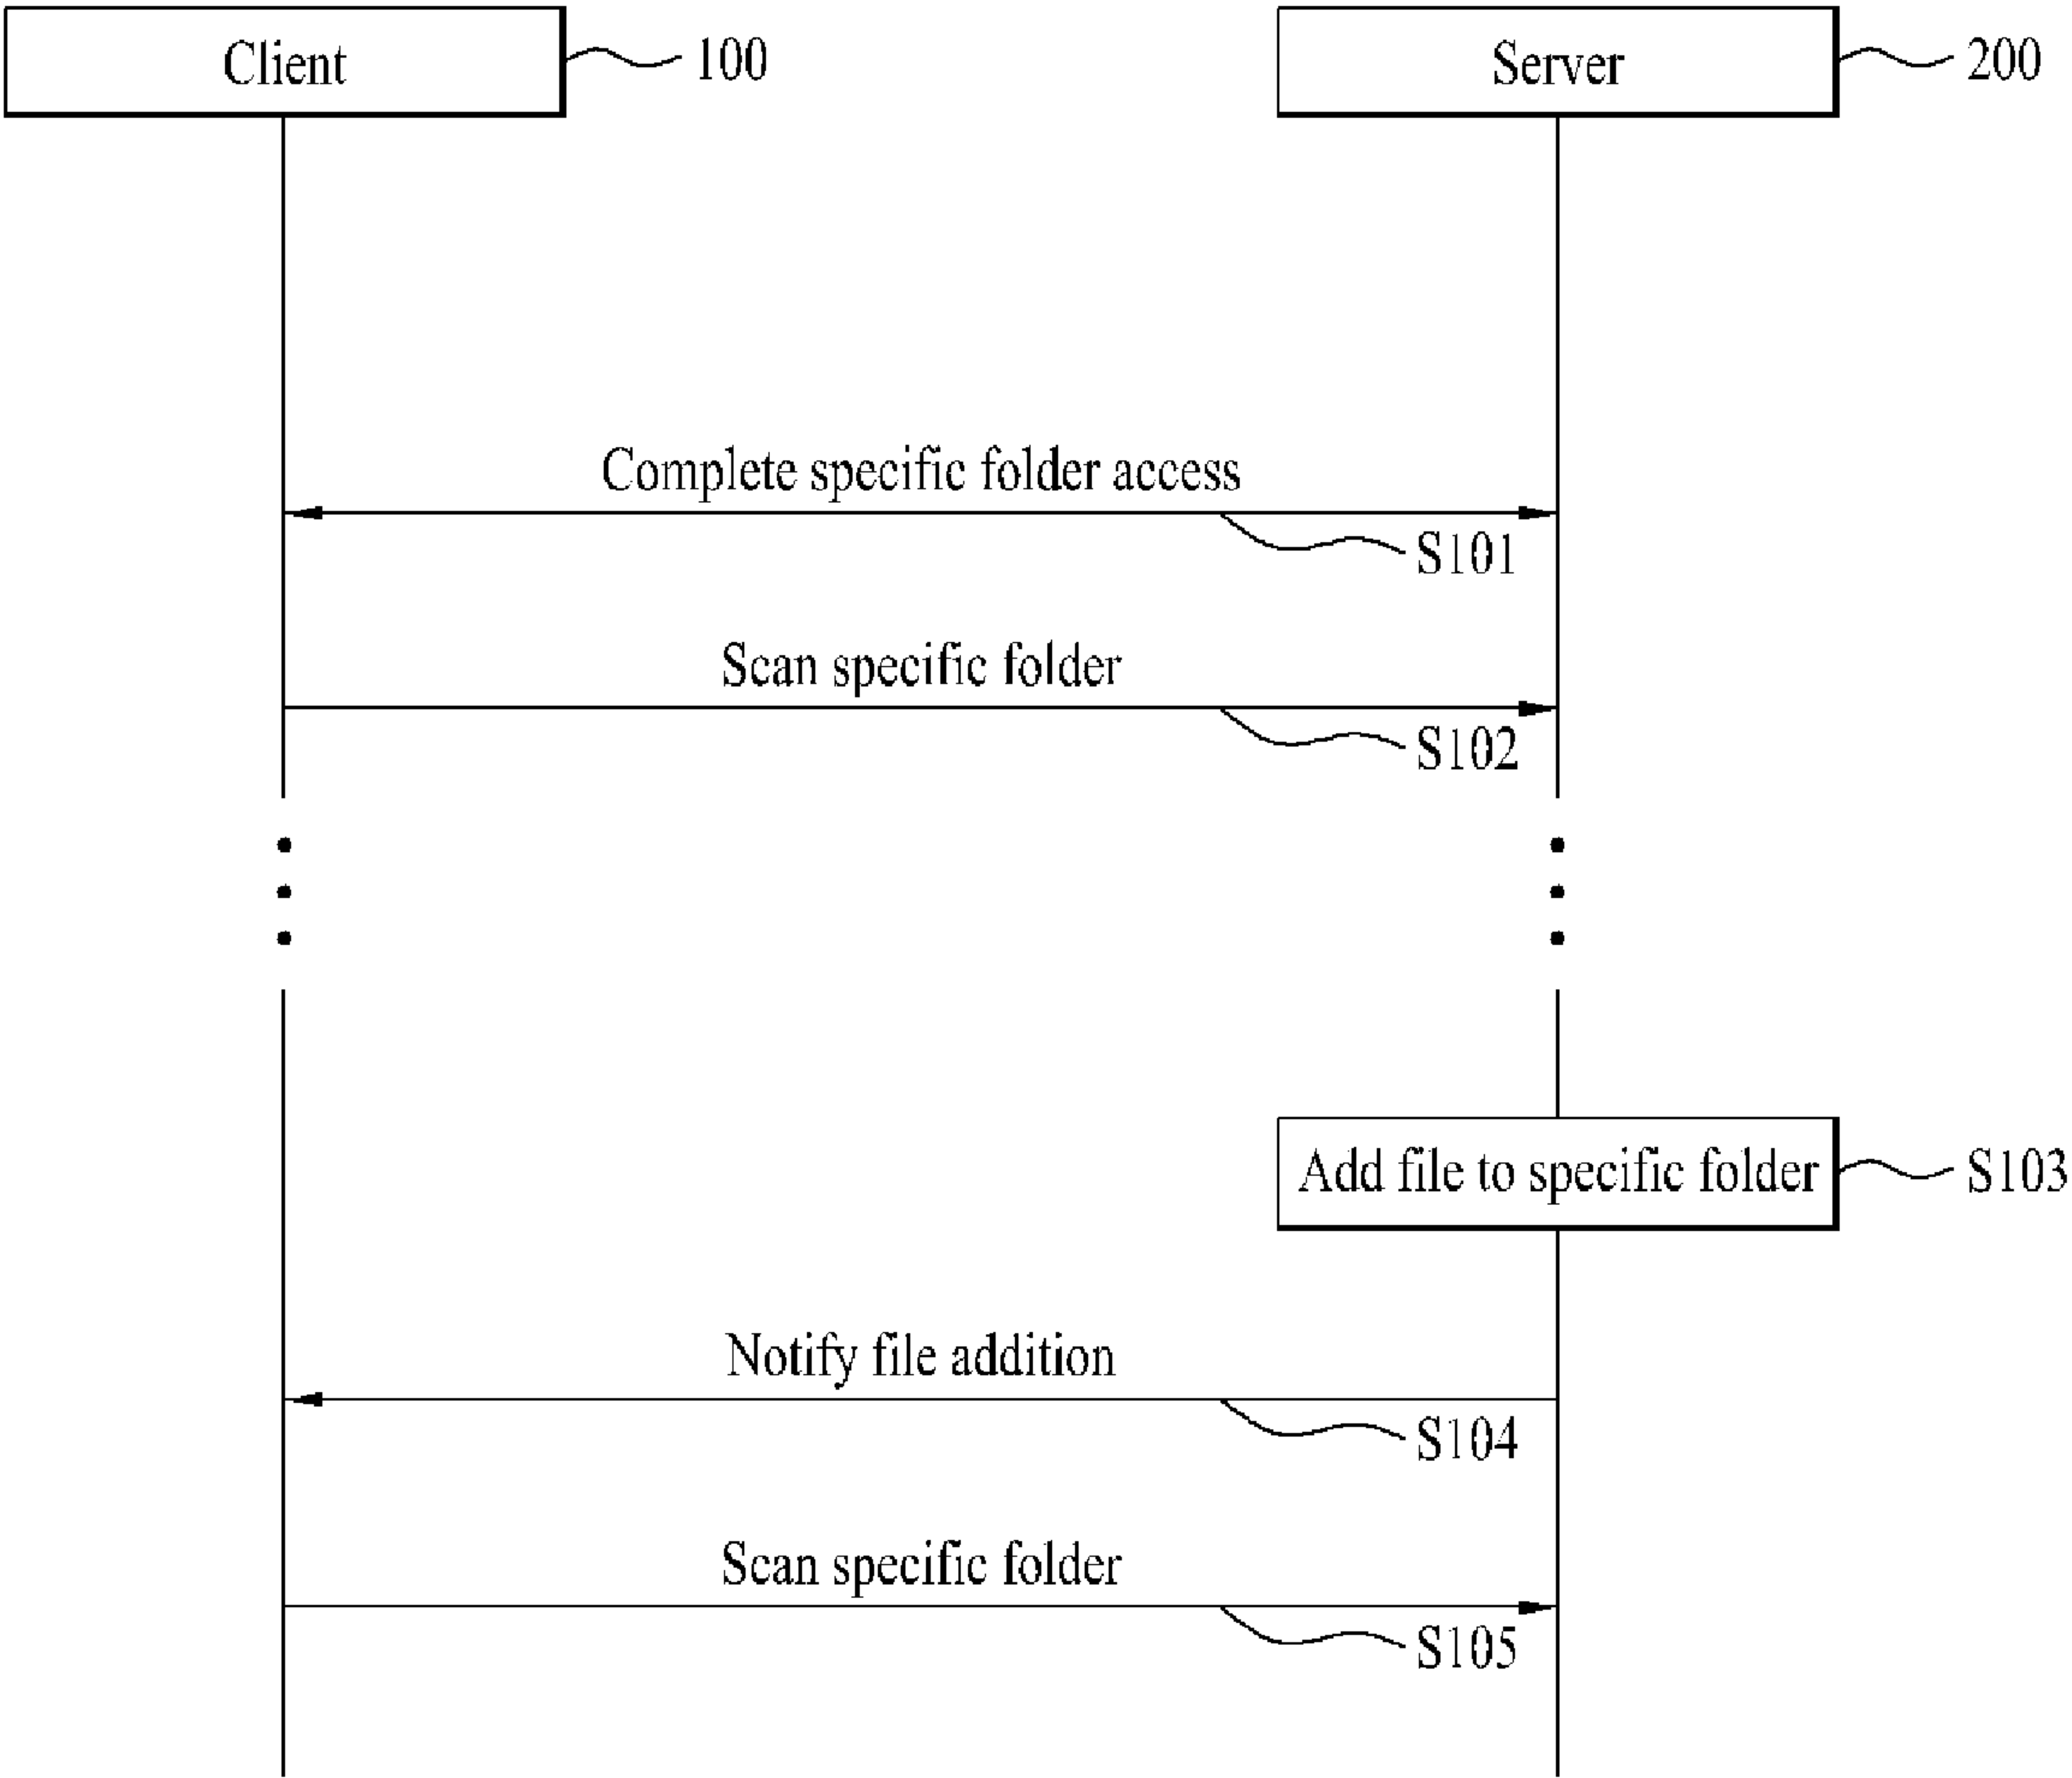 Client
100
Server
200
Complete specific folder access
S101
Scan specific folder
S102
Add file to specific folder
S103
Notify file addition
S104
Scan specific folder
S105